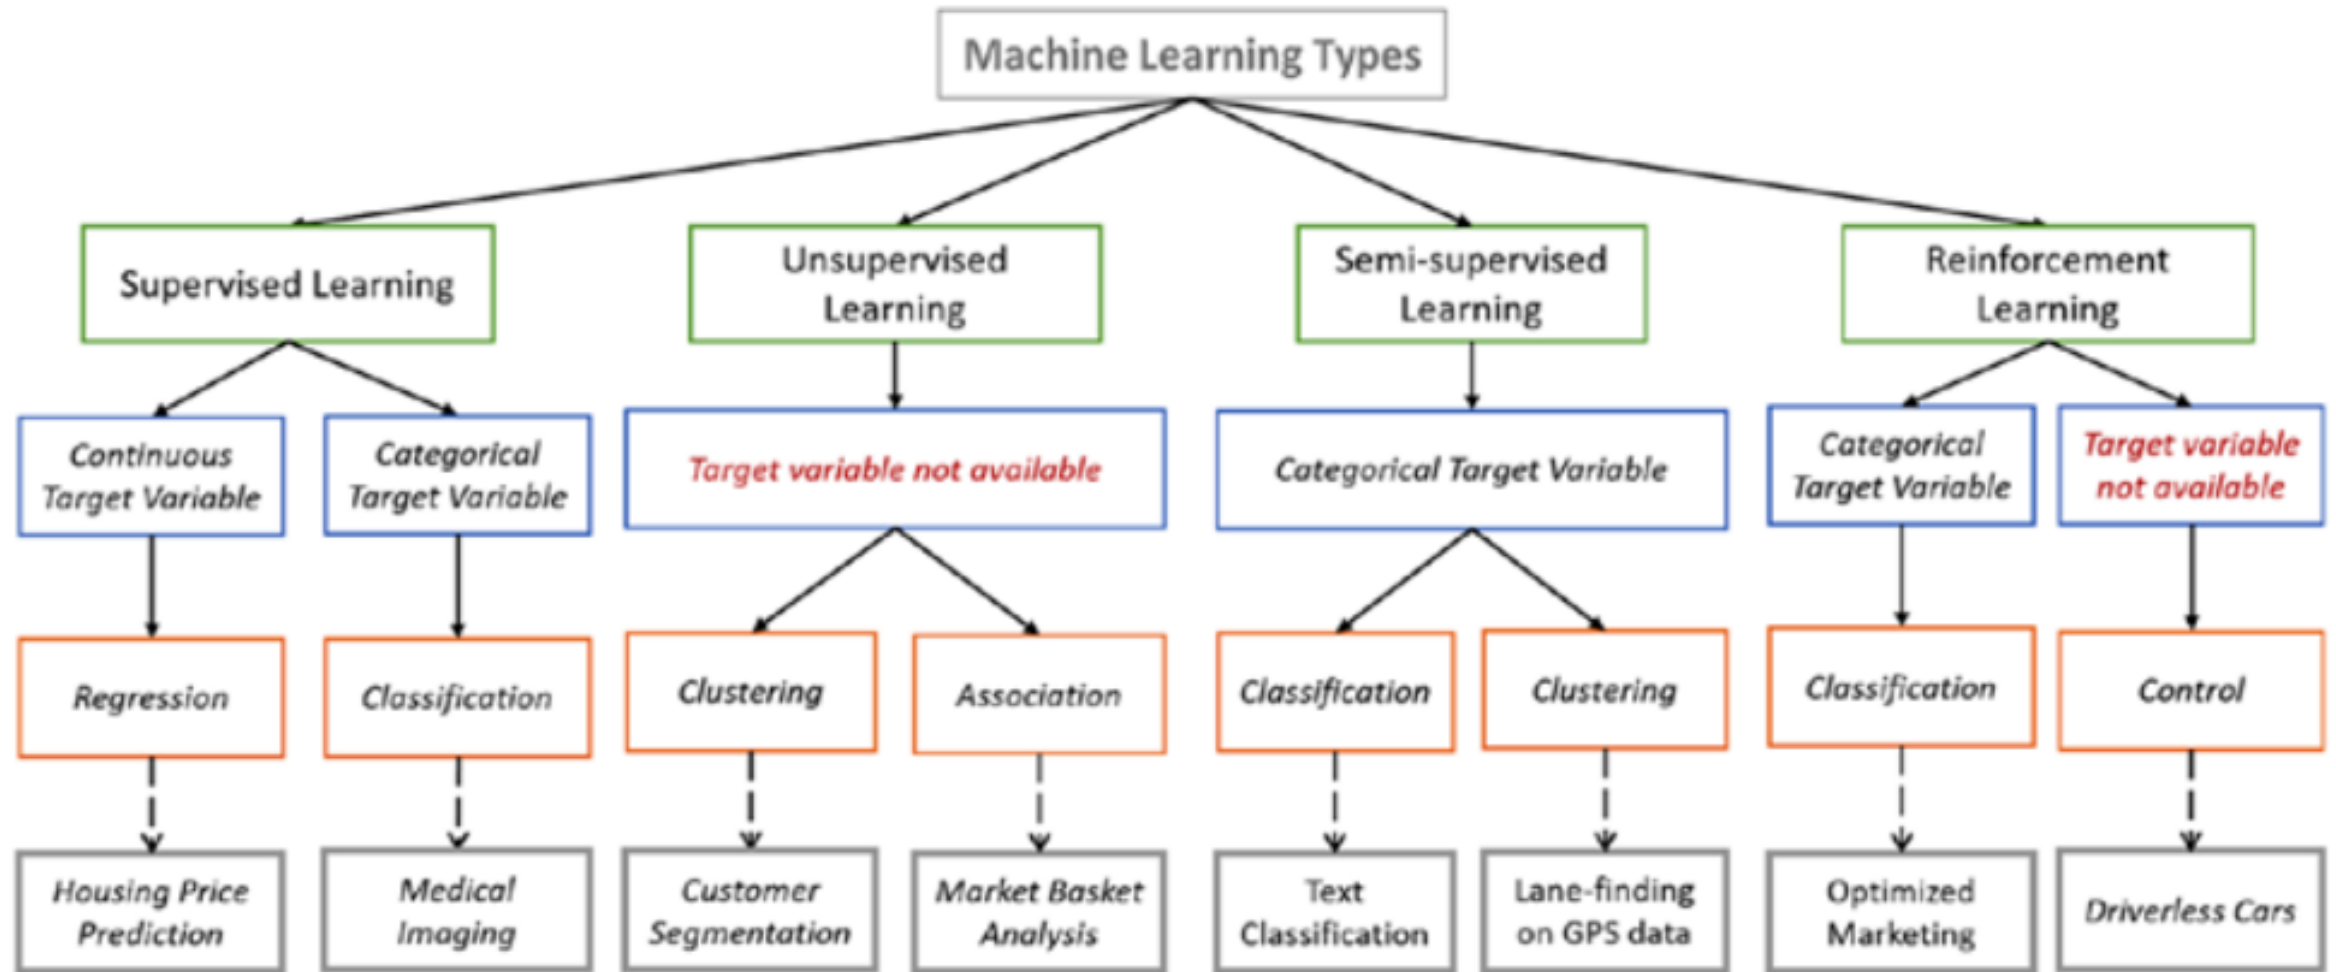 Machine Learning Types
Supervised Learning
Unsupervised
Learning
Semi-supervised
Learning
Reinforcement
Learning
Continuous
Target Variable
Categorical
Target Variable
Target variable not available
Categorical Target Variable
Categorical
Target Variable
Target variable
not available
Regression
Classification
Clustering
Association
Classification
Clustering
Classification
Control
Housing Price
Prediction
Medical
Imaging
Customer
Segmentation
Market Basket
Analysis
Text
Classification
Lane-finding
on GPS data
Optimized
Marketing
Driverless Cars